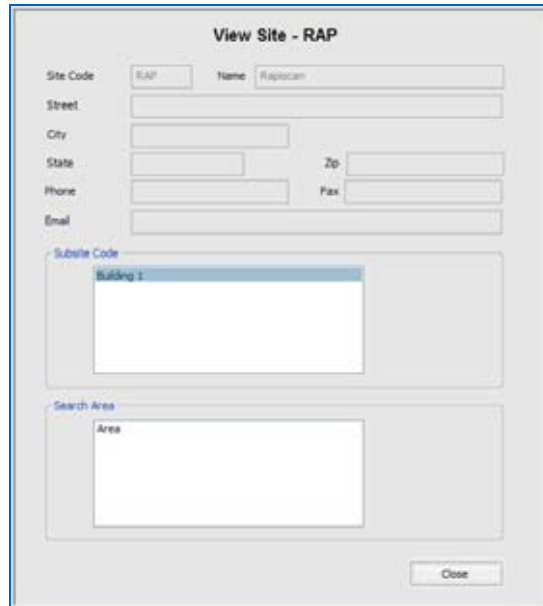 View Site - RAP
Site Code RAP Name Rapiscan
Street
City
State Zip
Phone Fax
Email
Subsite Code
Building 1
Search Area
Area
Close